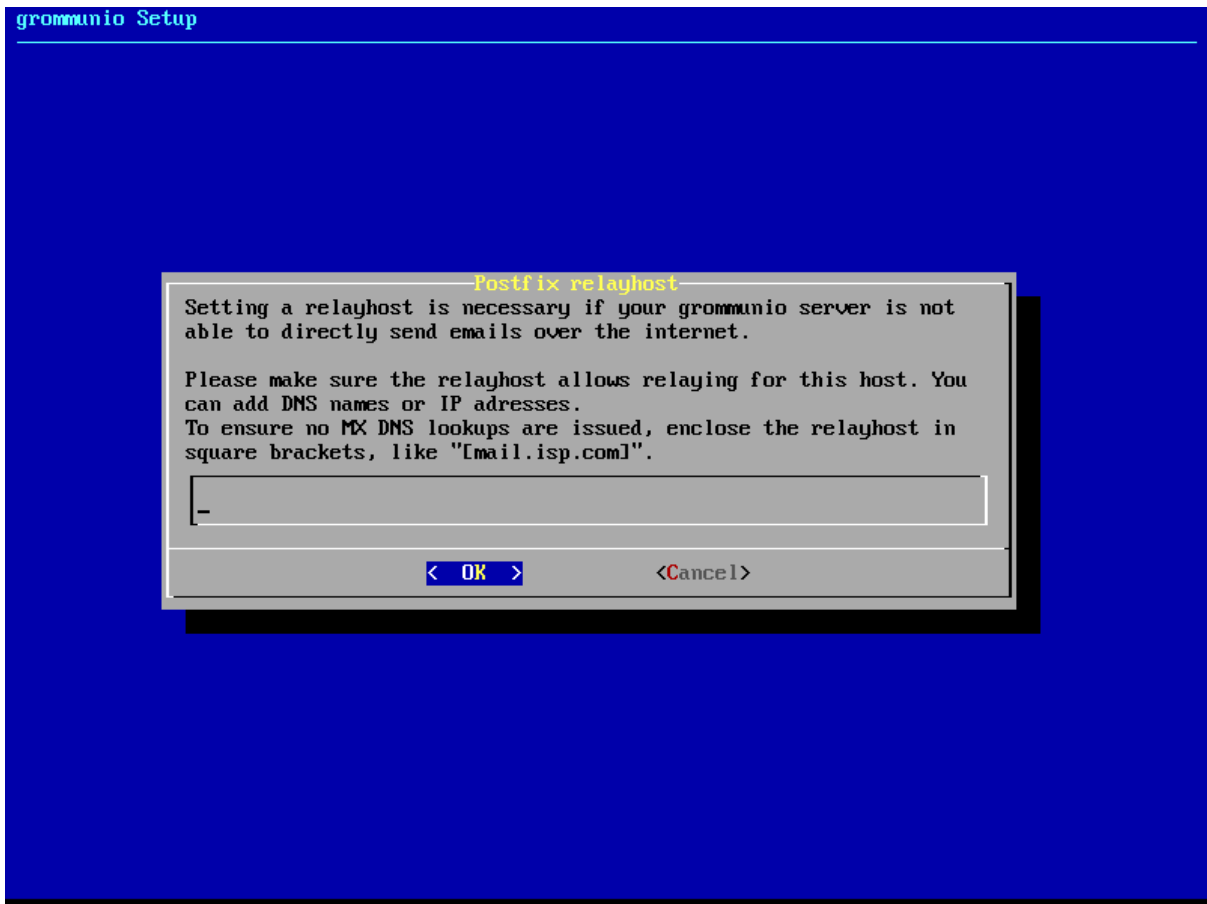 grommunio Setup
Postfix relayhost
Setting a relayhost is necessary if your grommunio server is not
able to directly send emails over the internet.
Please make sure the relayhost allows relaying for this host. You
can add DNS names or IP adresses.
To ensure no MX DNS lookups are issued, enclose the relayhost in
square brackets, like "[mail.isp.com]".
_
< OK > <Cancel>